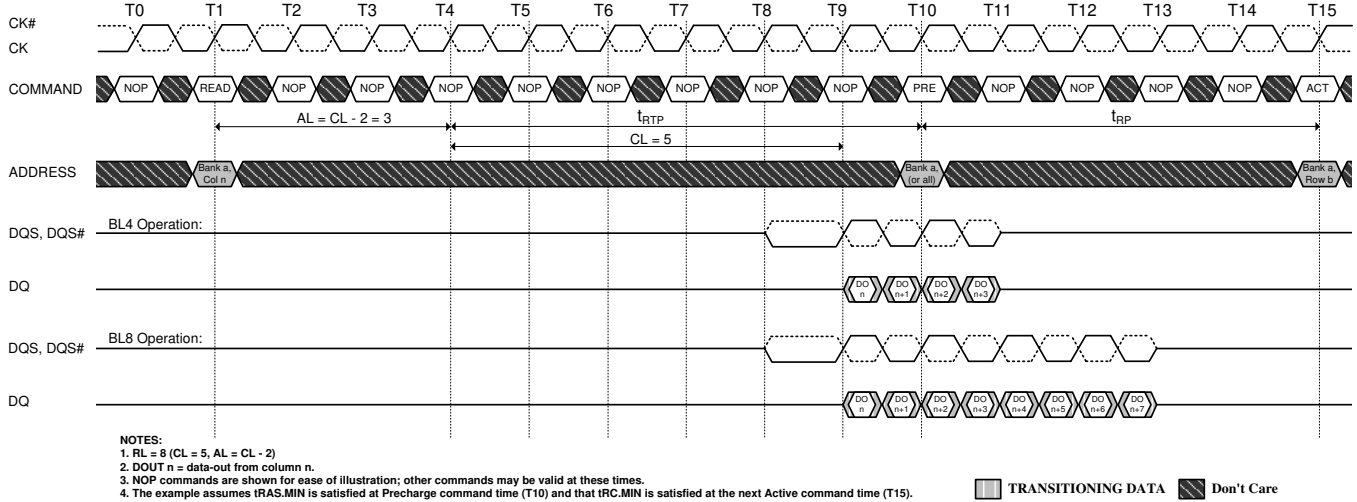 T0 T1 T2 T3 T4 T5 T6 T7 T8 T9 T10 T11 T12 T13 T14 T15
CK#
CK
COMMAND NOP READ NOP NOP NOP NOP NOP NOP NOP NOP PRE NOP NOP NOP NOP ACT
AL = CL - 2 = 3 tRTP tRP
CL = 5
ADDRESS Bank a, Col n Bank a, (or all) Bank a, Row b
BL4 Operation:
DQS, DQS#
DQ DO n DO n+1 DO n+2 DO n+3
BL8 Operation:
DQS, DQS#
DQ DO n DO n+1 DO n+2 DO n+3 DO n+4 DO n+5 DO n+6 DO n+7
NOTES:
1. RL = 8 (CL = 5, AL = CL - 2)
2. DOUT n = data-out from column n.
3. NOP commands are shown for ease of illustration; other commands may be valid at these times.
4. The example assumes tRAS.MIN is satisfied at Precharge command time (T10) and that tRC.MIN is satisfied at the next Active command time (T15).
TRANSITIONING DATA Don't Care